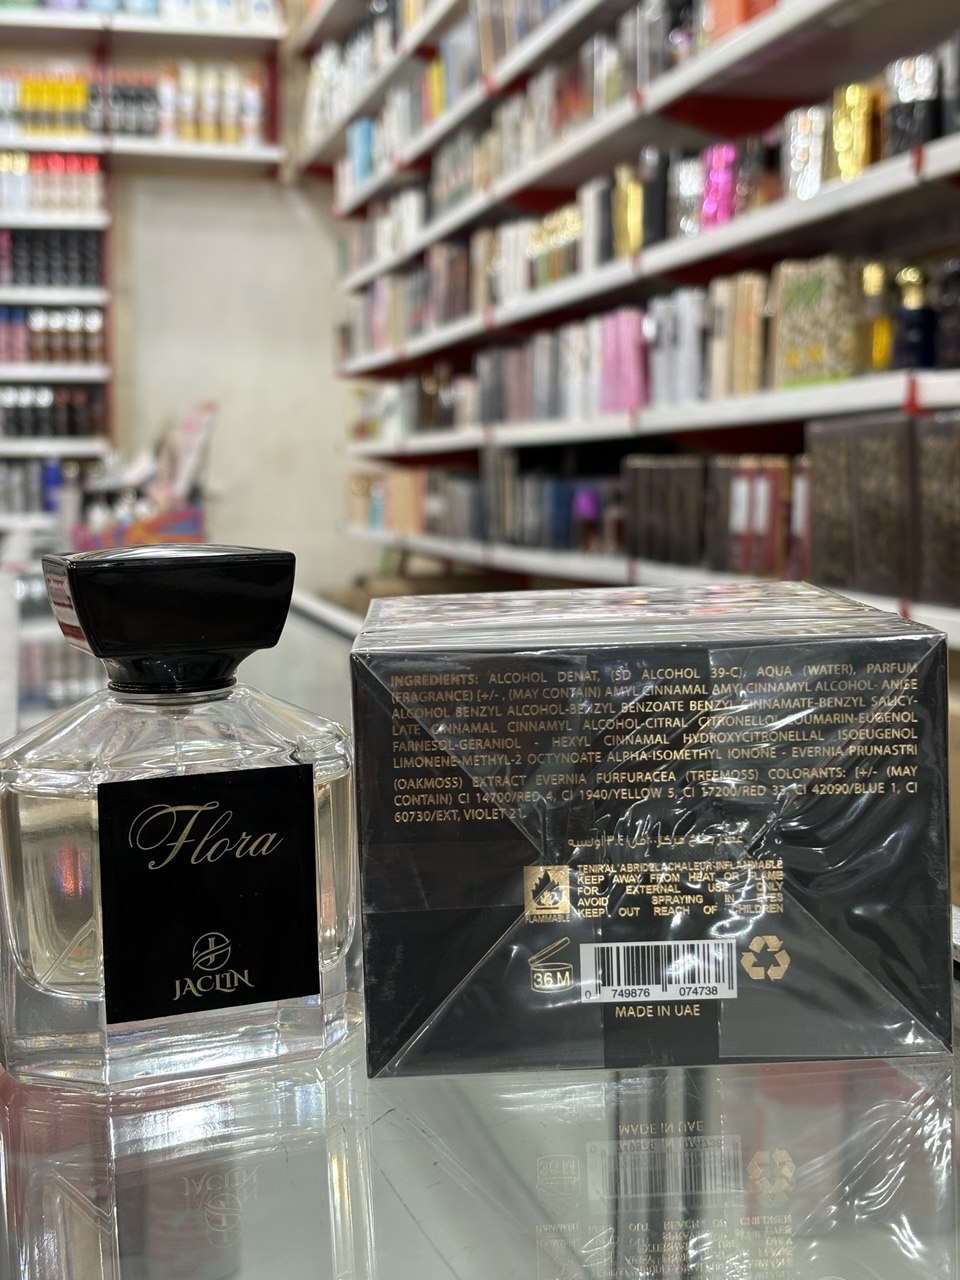 Flora
JACLIN
INGREDIENTS: ALCOHOL DENAT, (SD ALCOHOL 39-C), AQUA (WATER), PARFUM
(FRAGRANCE) [+/-, (MAY CONTAIN) AMYL CINNAMAL AMYLCINNAMYL ALCOHOL- ANISE
ALCOHOL BENZYL ALCOHOL-BENZYL BENZOATE BENZYL CINNAMATE-BENZYL SALICY-
LATE CINNAMAL CINNAMYL ALCOHOL-CITRAL CITRONELLOL COUMARIN-EUGENOL
FARNESOL-GERANIOL - HEXYL CINNAMAL HYDROXYCITRONELLAL ISOEUGENOL
LIMONENE-METHYL-2 OCTYNOATE ALPHA-ISOMETHYL IONONE - EVERNIA PRUNASTRI
(OAKMOSS) EXTRACT EVERNIA FURFURACEA (TREEMOSS) COLORANTS: [+/- (MAY
CONTAIN) CI 14700/RED 4, CI 1940/YELLOW 5, CI 17200/RED 33, CI 42090/BLUE 1, CI
60730/EXT, VIOLET 21.
KEEP AWAY FROM HEAT OR FLAME
FOR EXTERNAL USE ONLY
AVOID SPRAYING IN EYES
KEEP OUT REACH OF CHILDREN
FLAMMABLE
36 M
0 749876 074738
MADE IN UAE